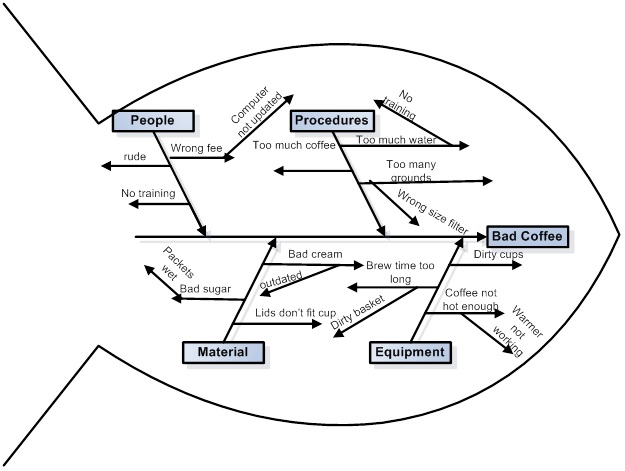 People
Procedures
Computer
not updated
No
training
Wrong fee
rude
No training
Too much coffee
Too much water
Too many
grounds
Wrong size filter
Bad Coffee
Packets
wet
Bad sugar
Bad cream
outdated
Lids don't fit cup
Brew time too
long
Dirty basket
Dirty cups
Coffee not
hot enough
Warmer
not
working
Material
Equipment